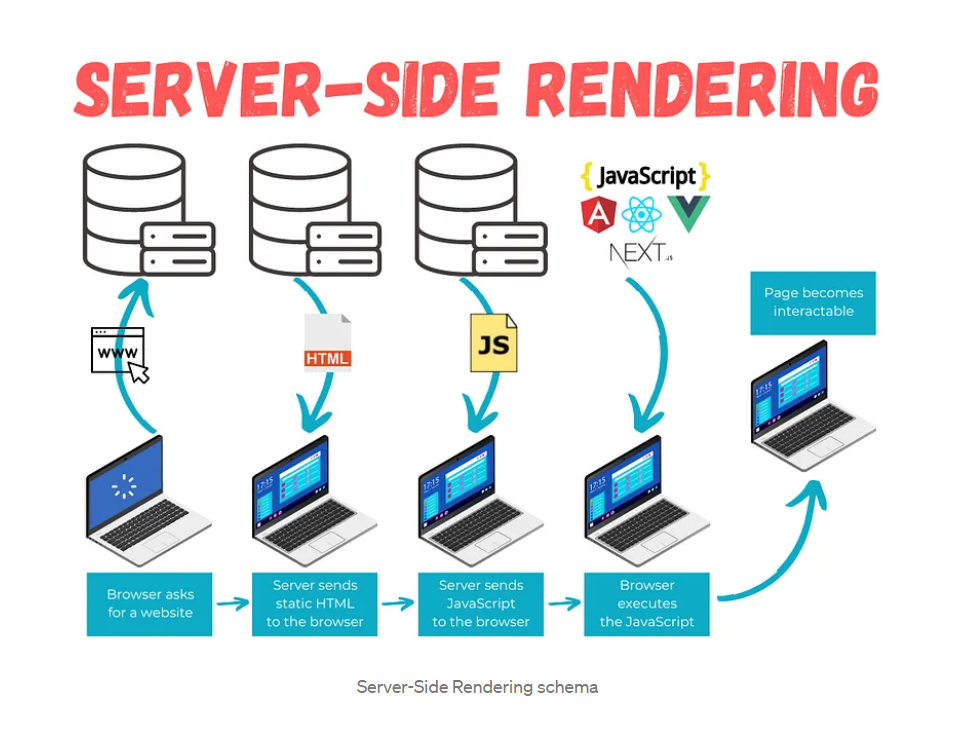 SERVER-SIDE RENDERING
{JavaScript}
A
NEXT.JS
Page becomes
interactable
www
HTML
JS
17:15
17:15
17:15
17:15
Browser asks
for a website
Server sends
static HTML
to the browser
Server sends
JavaScript
to the browser
Browser
executes
the JavaScript
Server-Side Rendering schema